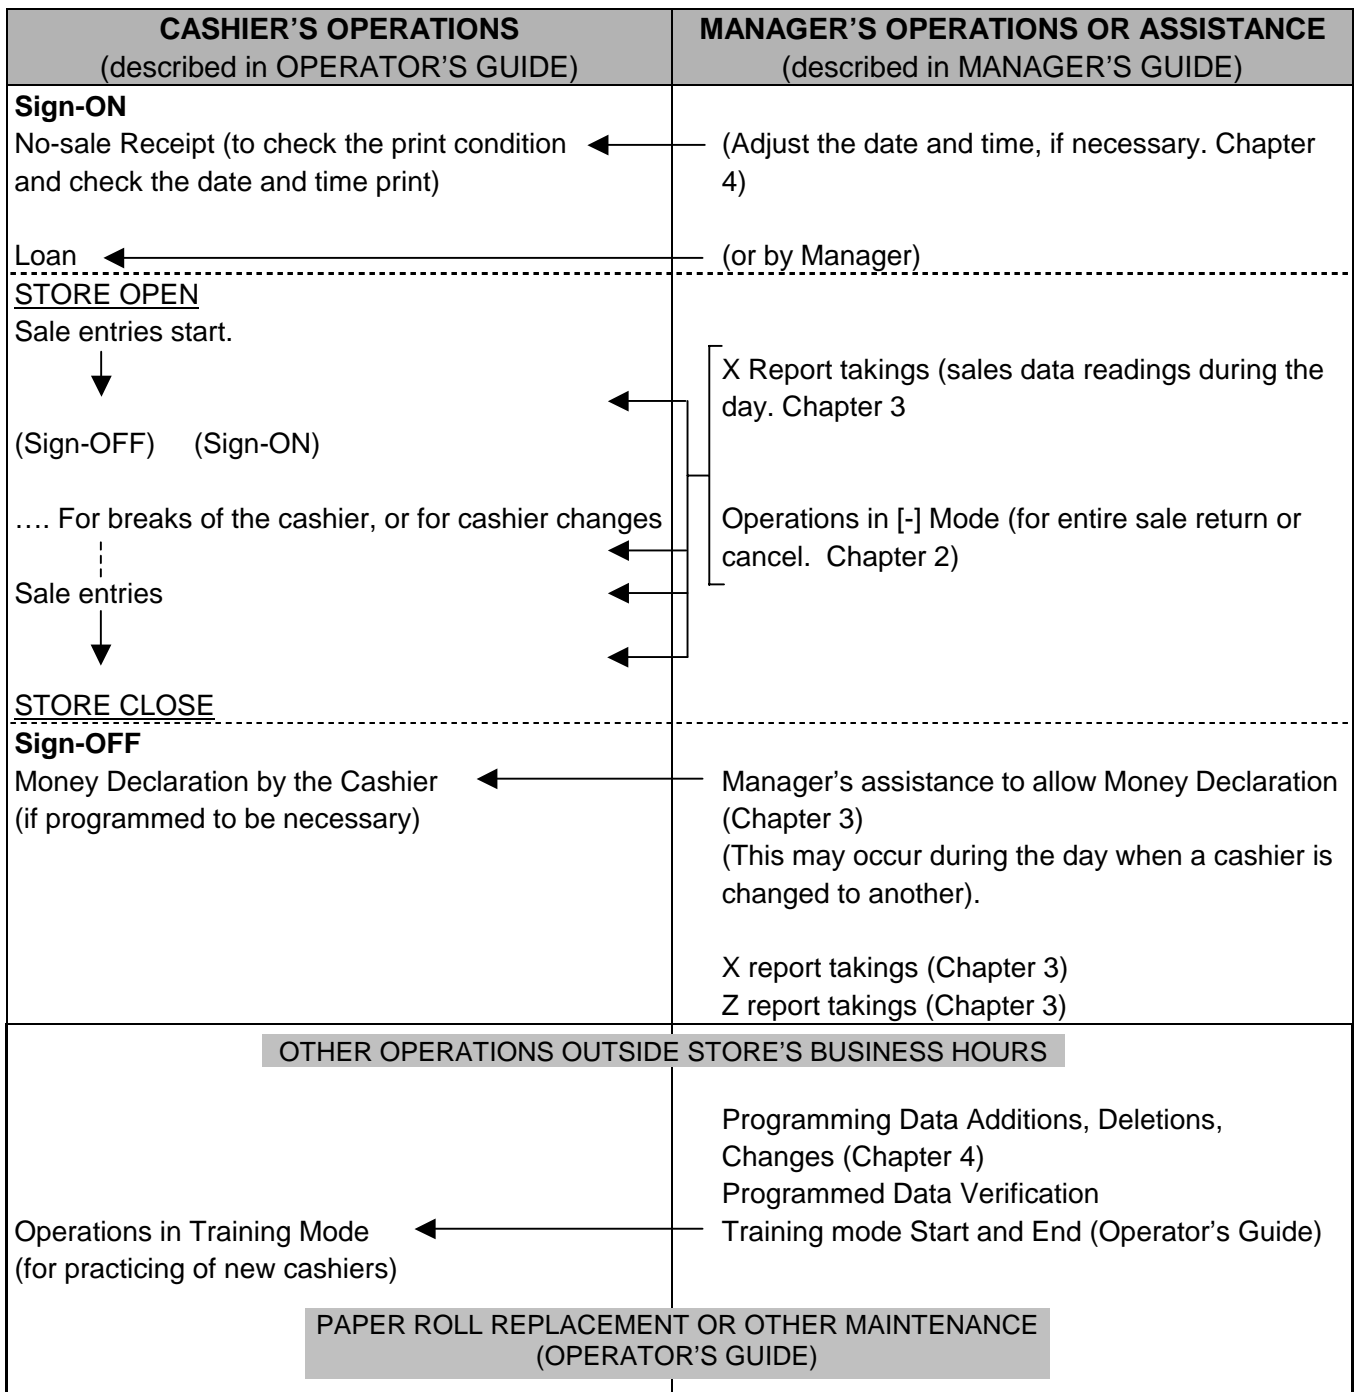 CASHIER’S OPERATIONS
(described in OPERATOR’S GUIDE)
MANAGER’S OPERATIONS OR ASSISTANCE
(described in MANAGER’S GUIDE)
Sign-ON
No-sale Receipt (to check the print condition
and check the date and time print)
(Adjust the date and time, if necessary. Chapter
4)
Loan
(or by Manager)
STORE OPEN
Sale entries start.
X Report takings (sales data readings during the
day. Chapter 3
(Sign-OFF) (Sign-ON)
…. For breaks of the cashier, or for cashier changes
Operations in [-] Mode (for entire sale return or
cancel. Chapter 2)
Sale entries
STORE CLOSE
Sign-OFF
Money Declaration by the Cashier
(if programmed to be necessary)
Manager’s assistance to allow Money Declaration
(Chapter 3)
(This may occur during the day when a cashier is
changed to another).
X report takings (Chapter 3)
Z report takings (Chapter 3)
OTHER OPERATIONS OUTSIDE STORE’S BUSINESS HOURS
Programming Data Additions, Deletions,
Changes (Chapter 4)
Programmed Data Verification
Operations in Training Mode
(for practicing of new cashiers)
Training mode Start and End (Operator’s Guide)
PAPER ROLL REPLACEMENT OR OTHER MAINTENANCE
(OPERATOR’S GUIDE)